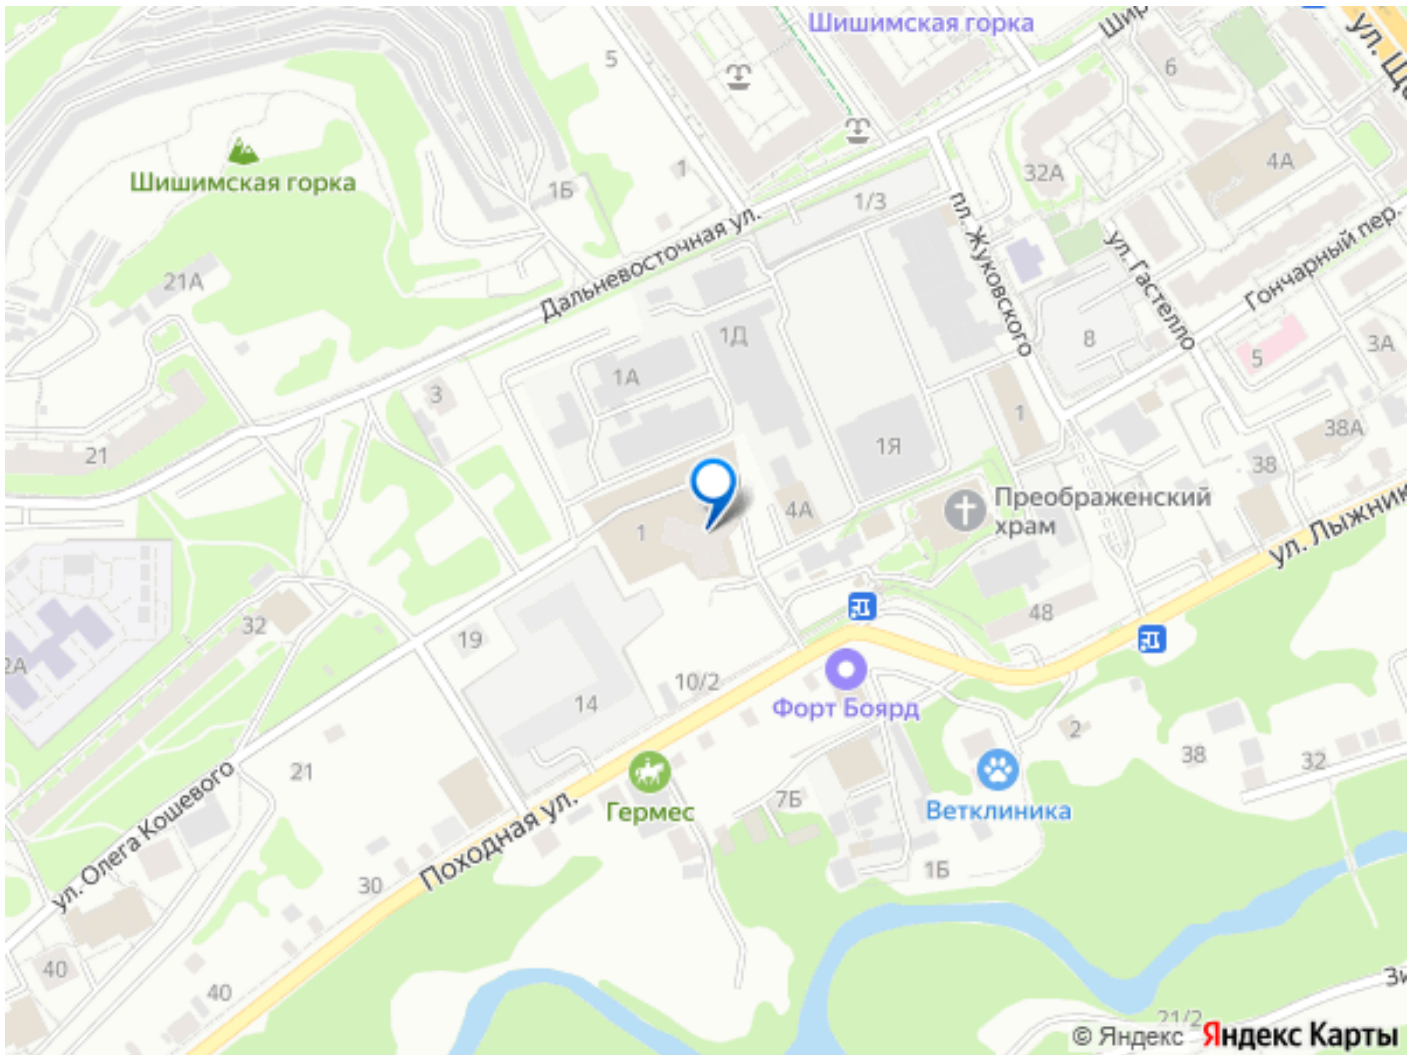 Шишимская горка
Шир
ул. Ща
5
6
Шишимская горка
1Б
1
1/3
32А
4А
21А
Дальневосточная ул.
пл. Жуковского
ул. Гастелло
Гончарный пер.
1Д
8
5
3А
1А
3
1
1Я
38А
21
38
4А
Преображенский
храм
1
ул. Лыжник
48
32
19
2А
10/2
14
Форт Боярд
2
38
32
21
7Б
Гермес
Ветклиника
ул. Олега Кошевого
Походная ул.
30
1Б
40
40
Зи
21/2
© Яндекс Яндекс Карты